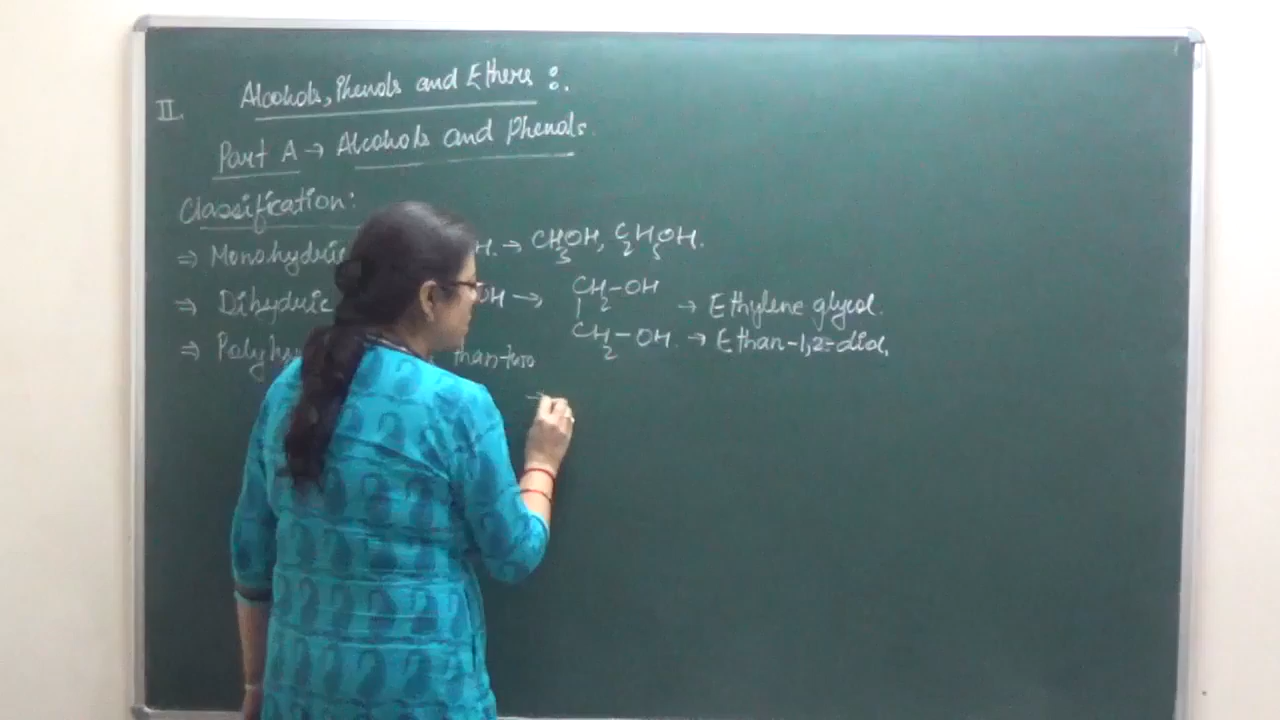 II. Alcohols, Phenols and Ethers :.
Part A → Alcohols and Phenols.
Classification:
⇒ Monohydric H. → CH3OH, C2H5OH.
⇒ Dihydric OH → CH2-OH
→ Ethylene glycol.
CH2-OH. → Ethan-1,2-diol,
⇒ than two